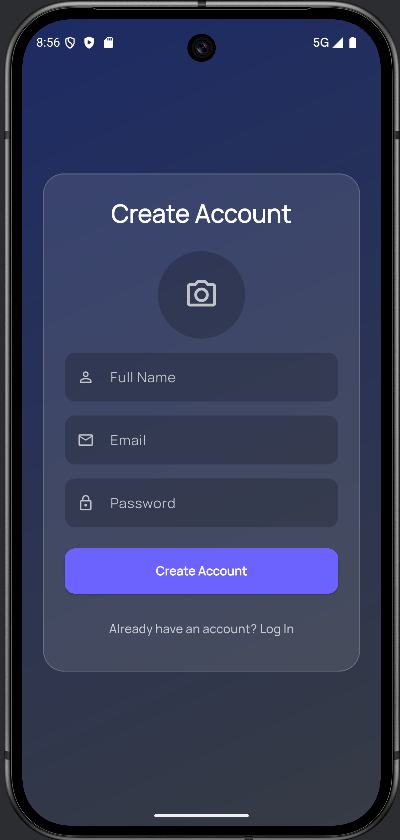 8:56 5G
Create Account
Full Name
Email
Password
Create Account
Already have an account? Log In